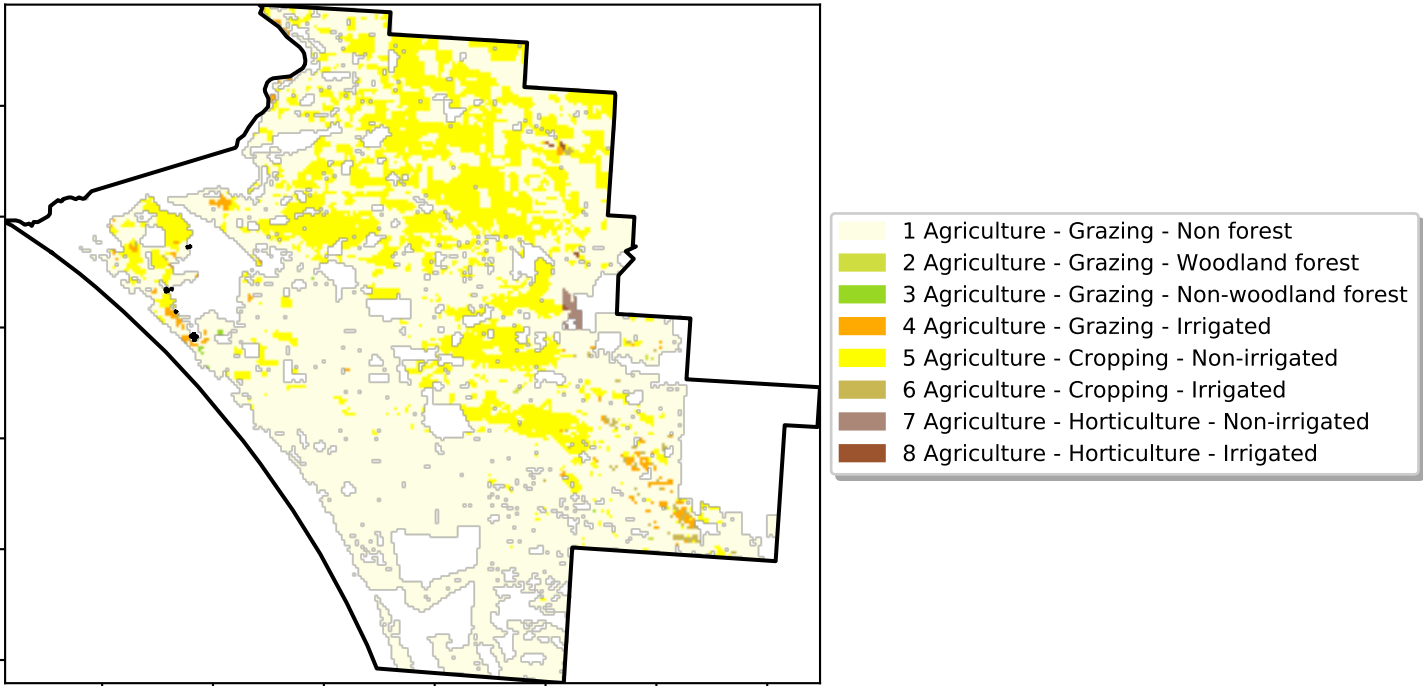 1 Agriculture - Grazing - Non forest
2 Agriculture - Grazing - Woodland forest
3 Agriculture - Grazing - Non-woodland forest
4 Agriculture - Grazing - Irrigated
5 Agriculture - Cropping - Non-irrigated
6 Agriculture - Cropping - Irrigated
7 Agriculture - Horticulture - Non-irrigated
8 Agriculture - Horticulture - Irrigated